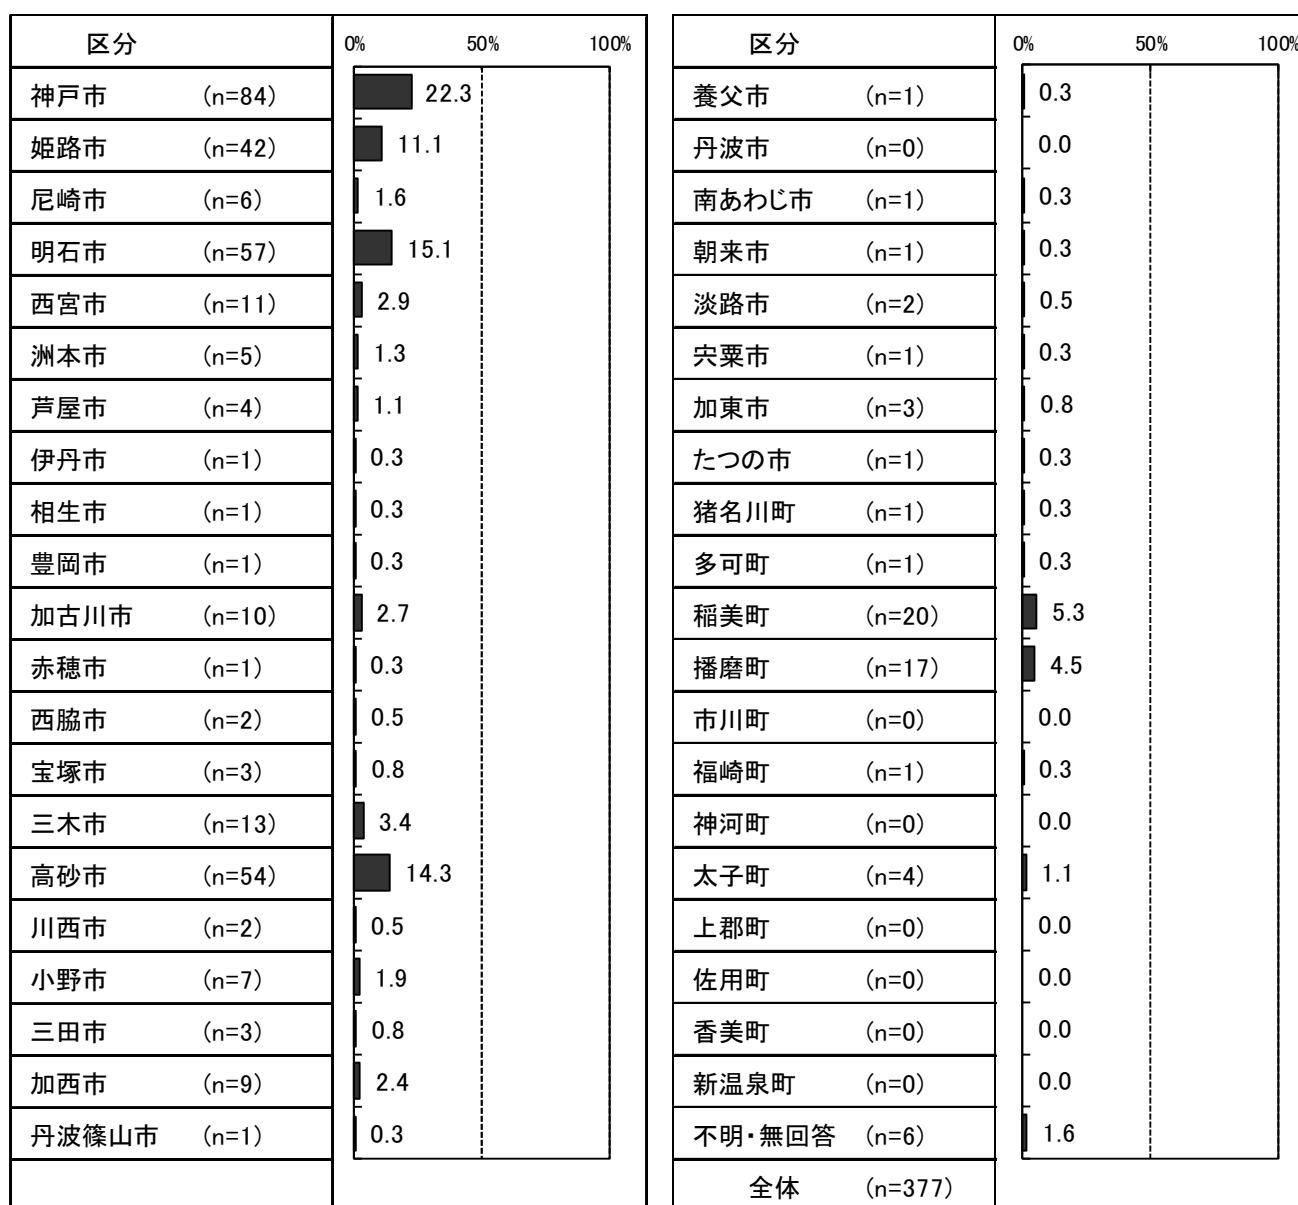 区分 0% 50% 100%
神戸市 (n=84) 22.3
姫路市 (n=42) 11.1
尼崎市 (n=6) 1.6
明石市 (n=57) 15.1
西宮市 (n=11) 2.9
洲本市 (n=5) 1.3
芦屋市 (n=4) 1.1
伊丹市 (n=1) 0.3
相生市 (n=1) 0.3
豊岡市 (n=1) 0.3
加古川市 (n=10) 2.7
赤穂市 (n=1) 0.3
西脇市 (n=2) 0.5
宝塚市 (n=3) 0.8
三木市 (n=13) 3.4
高砂市 (n=54) 14.3
川西市 (n=2) 0.5
小野市 (n=7) 1.9
三田市 (n=3) 0.8
加西市 (n=9) 2.4
丹波篠山市 (n=1) 0.3
区分 0% 50% 100%
養父市 (n=1) 0.3
丹波市 (n=0) 0.0
南あわじ市 (n=1) 0.3
朝来市 (n=1) 0.3
淡路市 (n=2) 0.5
宍粟市 (n=1) 0.3
加東市 (n=3) 0.8
たつの市 (n=1) 0.3
猪名川町 (n=1) 0.3
多可町 (n=1) 0.3
稲美町 (n=20) 5.3
播磨町 (n=17) 4.5
市川町 (n=0) 0.0
福崎町 (n=1) 0.3
神河町 (n=0) 0.0
太子町 (n=4) 1.1
上郡町 (n=0) 0.0
佐用町 (n=0) 0.0
香美町 (n=0) 0.0
新温泉町 (n=0) 0.0
不明・無回答 (n=6) 1.6
全体 (n=377)